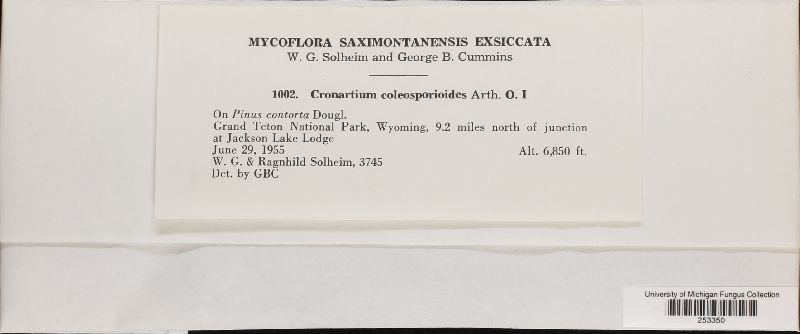 MYCOFLORA SAXIMONTANENSIS EXSICCATA
W. G. Solheim and George B. Cummins
1002. Cronartium coleosporioides Arth. O. I
On Pinus contorta Dougl.
Grand Teton National Park, Wyoming, 9.2 miles north of junction
at Jackson Lake Lodge
June 29, 1955 Alt. 6,850 ft.
W. G. & Ragnhild Solheim, 3745
Det. by GBC
University of Michigan Fungus Collection
253350